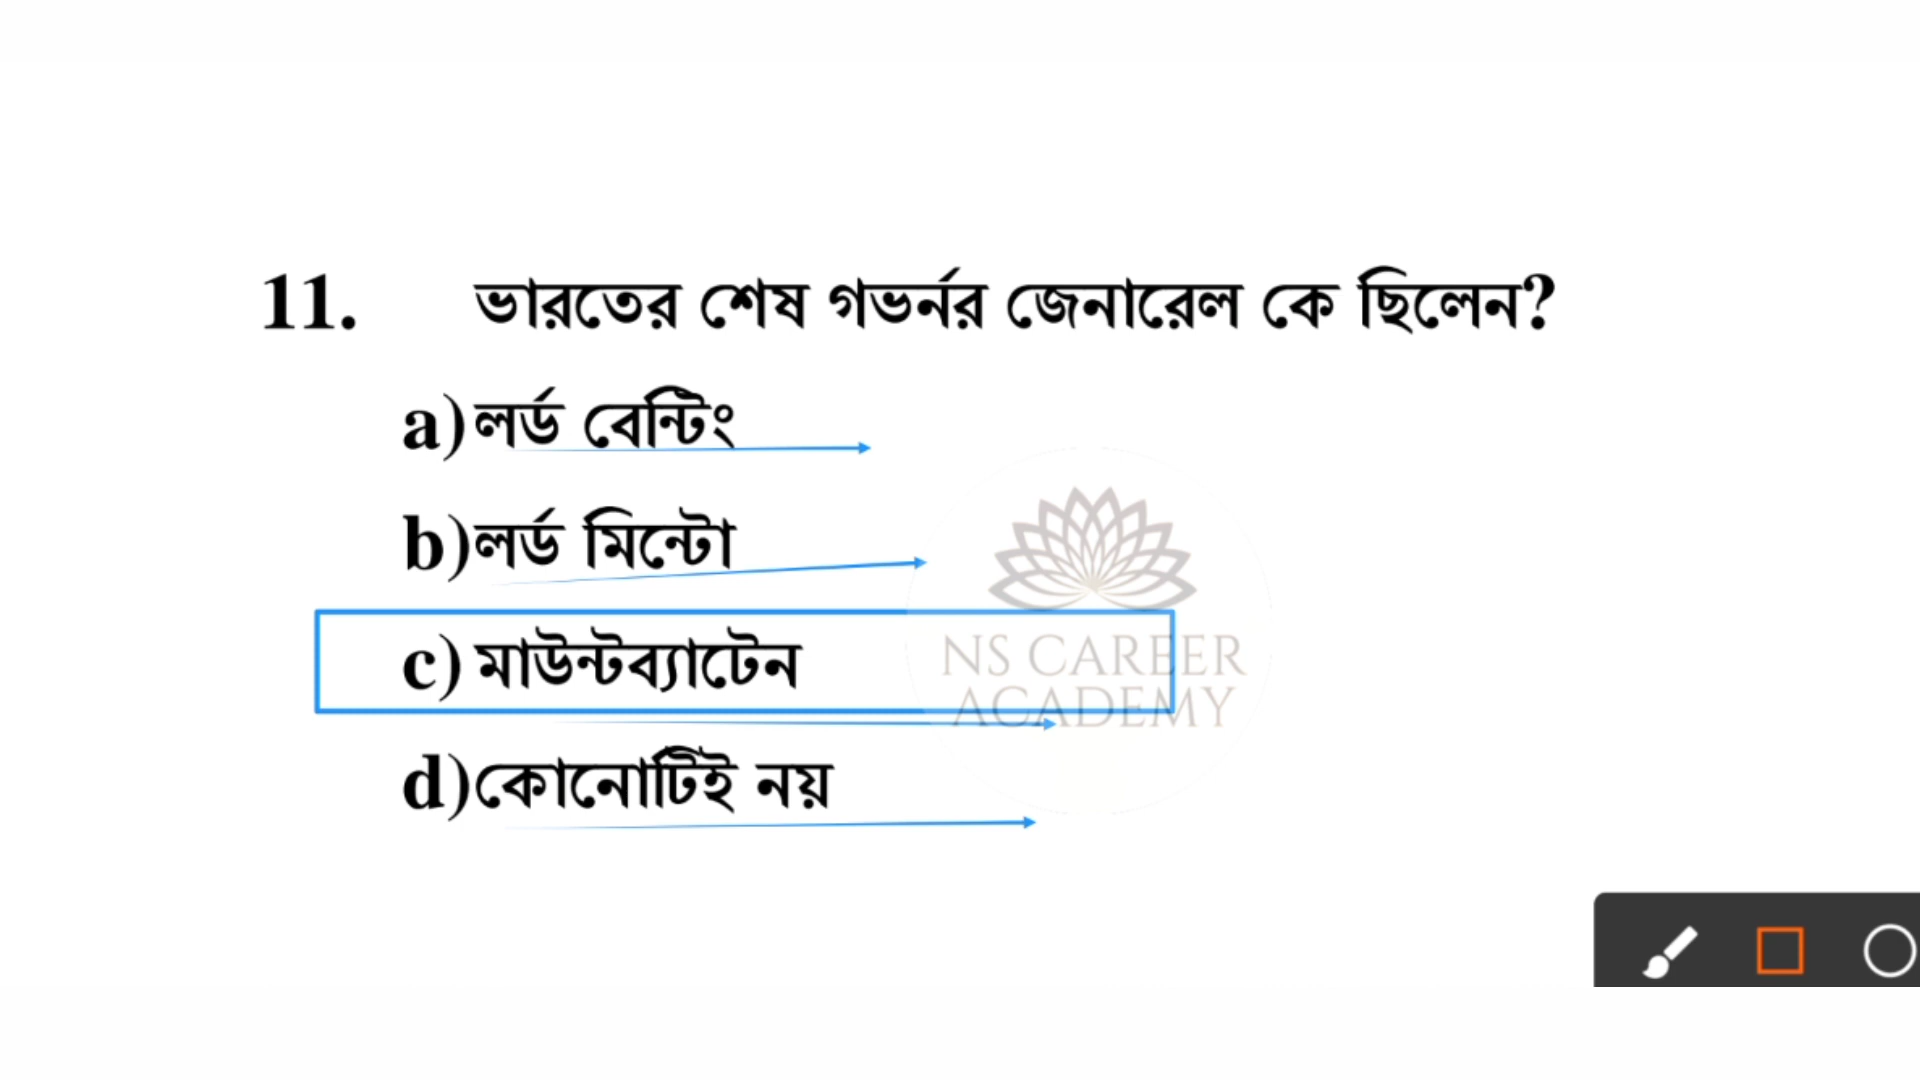 11. ভারতের শেষ গভর্নর জেনারেল কে ছিলেন?
a) লর্ড বেন্টিং
b) লর্ড মিন্টো
c) মাউন্টব্যাটেন
d) কোনোটিই নয়
NS CAREER
ACADEMY